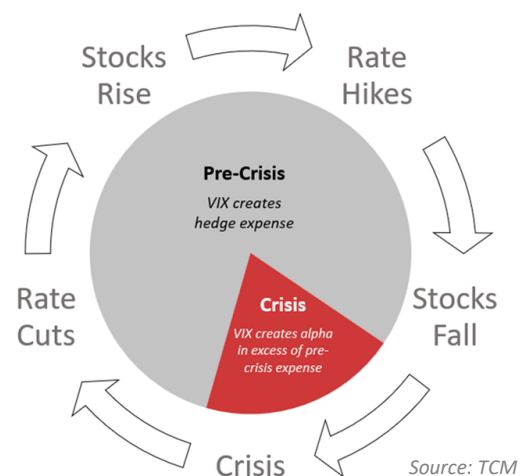 Stocks
Rise
Rate
Hikes
Pre-Crisis
VIX creates
hedge expense
Rate
Cuts
Crisis
VIX creates alpha
in excess of pre-
crisis expense
Stocks
Fall
Crisis
Source: TCM